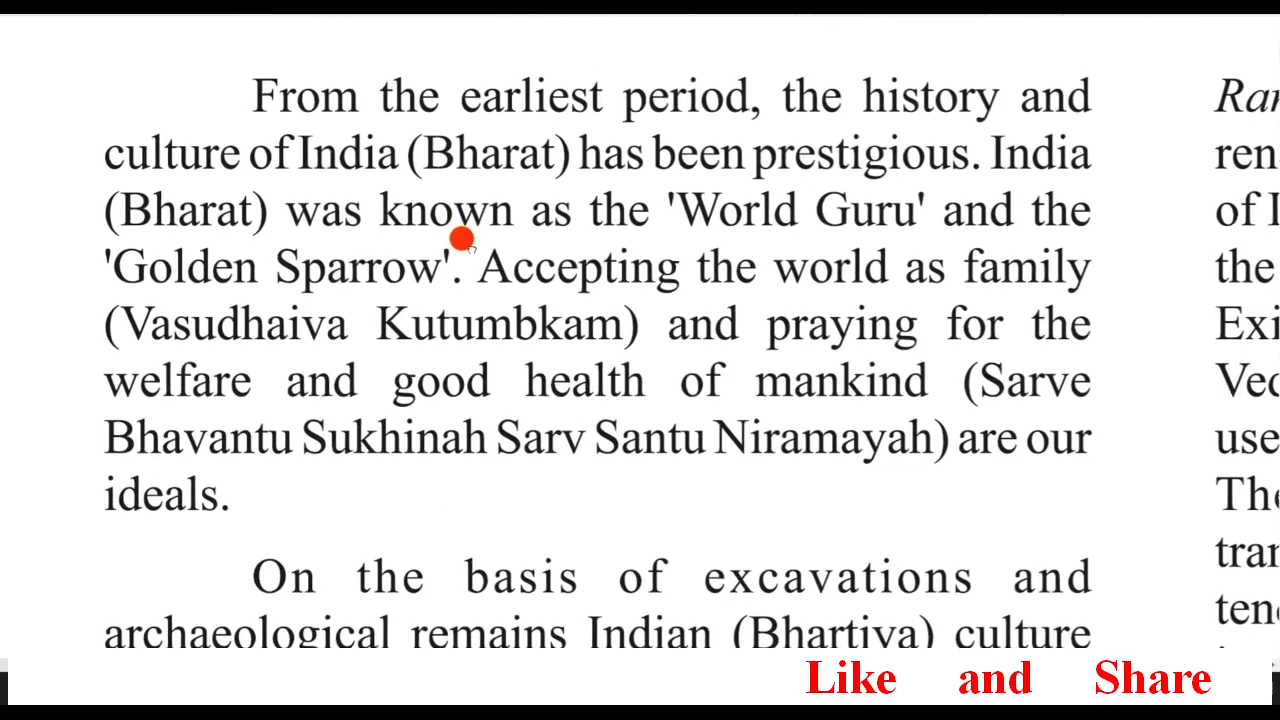 From the earliest period, the history and
culture of India (Bharat) has been prestigious. India
(Bharat) was known as the 'World Guru' and the
'Golden Sparrow'. Accepting the world as family
(Vasudhaiva Kutumbkam) and praying for the
welfare and good health of mankind (Sarve
Bhavantu Sukhinah Sarv Santu Niramayah) are our
ideals.
On the basis of excavations and
archaeological remains Indian (Bhartiya) culture
of
the
Like and Share